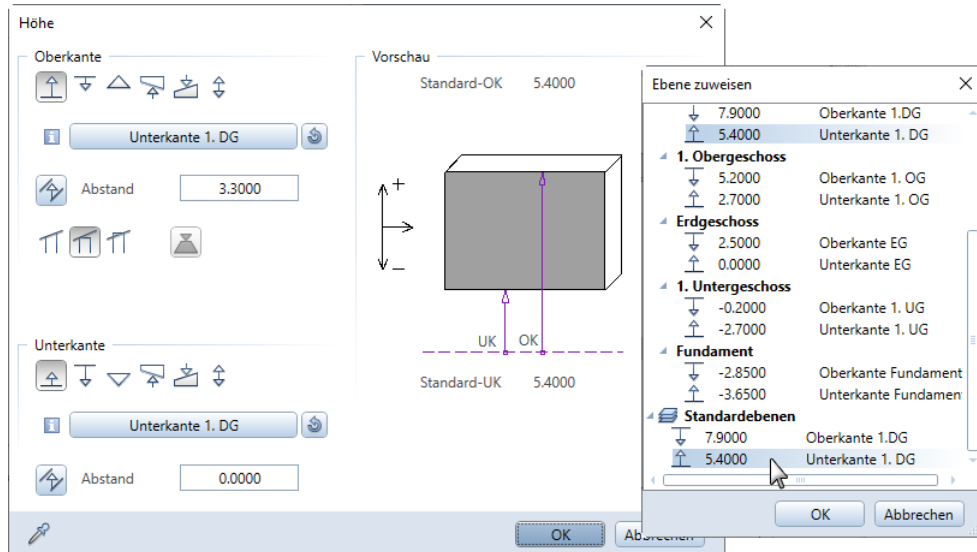 Höhe
Oberkante
Unterkante 1. DG
Abstand 3.3000
Unterkante
Unterkante 1. DG
Abstand 0.0000
Vorschau
Standard-OK 5.4000
+
−
UK OK
Standard-UK 5.4000
OK
Ebene zuweisen
7.9000 Oberkante 1.DG
5.4000 Unterkante 1. DG
1. Obergeschoss
5.2000 Oberkante 1. OG
2.7000 Unterkante 1. OG
Erdgeschoss
2.5000 Oberkante EG
0.0000 Unterkante EG
1. Untergeschoss
-0.2000 Oberkante 1. UG
-2.7000 Unterkante 1. UG
Fundament
-2.8500 Oberkante Fundament
-3.6500 Unterkante Fundamen
Standardebenen
7.9000 Oberkante 1.DG
5.4000 Unterkante 1. DG
OK Abbrechen